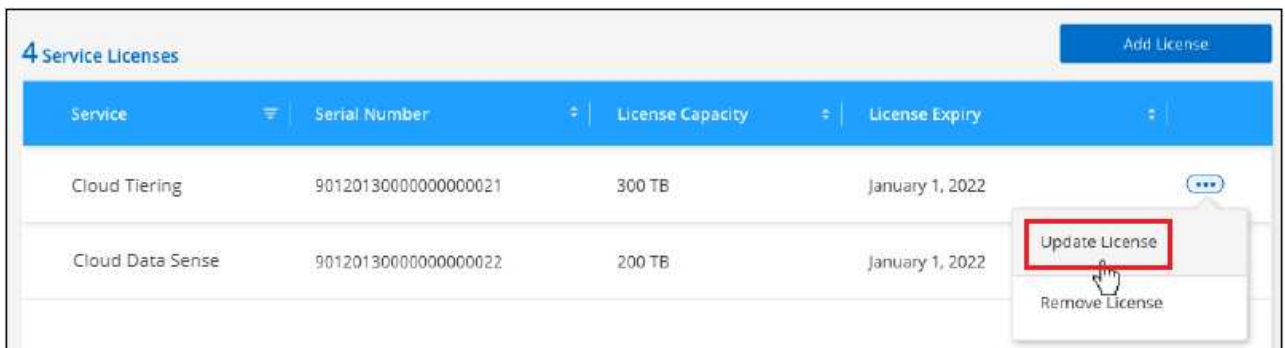 4 Service Licenses
Add License
Service Serial Number License Capacity License Expiry
Cloud Tiering 90120130000000000021 300 TB January 1, 2022
Update License
Cloud Data Sense 90120130000000000022 200 TB January 1, 2022
Remove License